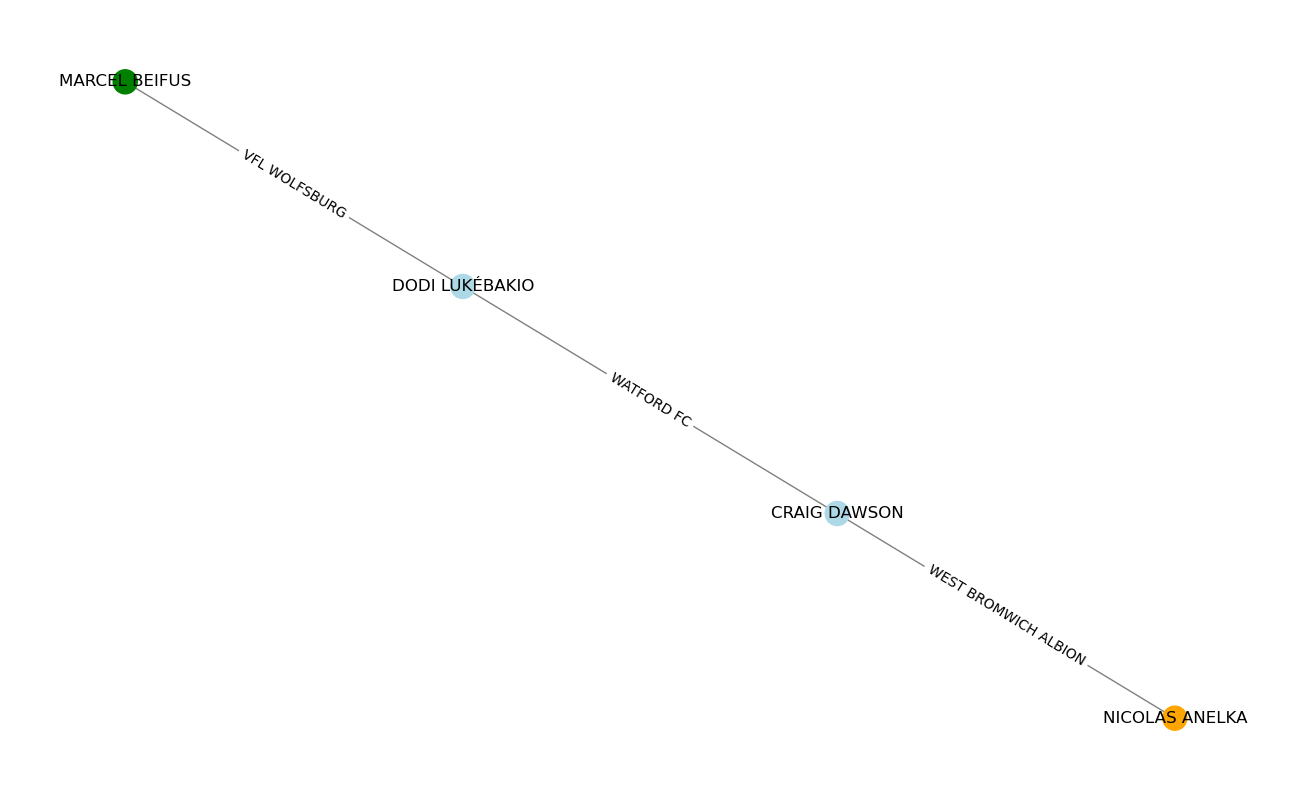 MARCEL BEIFUS
VFL WOLFSBURG
DODI LUKÉBAKIO
WATFORD FC
CRAIG DAWSON
WEST BROMWICH ALBION
NICOLAS ANELKA